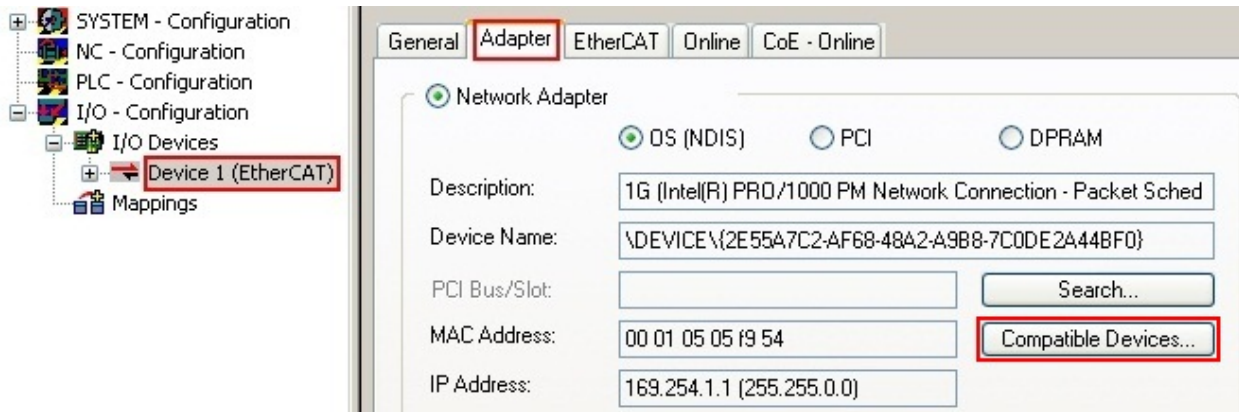 SYSTEM - Configuration
NC - Configuration
PLC - Configuration
I/O - Configuration
I/O Devices
Device 1 (EtherCAT)
Mappings
General Adapter EtherCAT Online CoE - Online
Network Adapter
OS (NDIS) PCI DPRAM
Description: 1G (Intel(R) PRO/1000 PM Network Connection - Packet Sched
Device Name: \DEVICE\{2E55A7C2-AF68-48A2-A9B8-7C0DE2A44BF0}
PCI Bus/Slot: Search...
MAC Address: 00 01 05 05 f9 54 Compatible Devices...
IP Address: 169.254.1.1 (255.255.0.0)